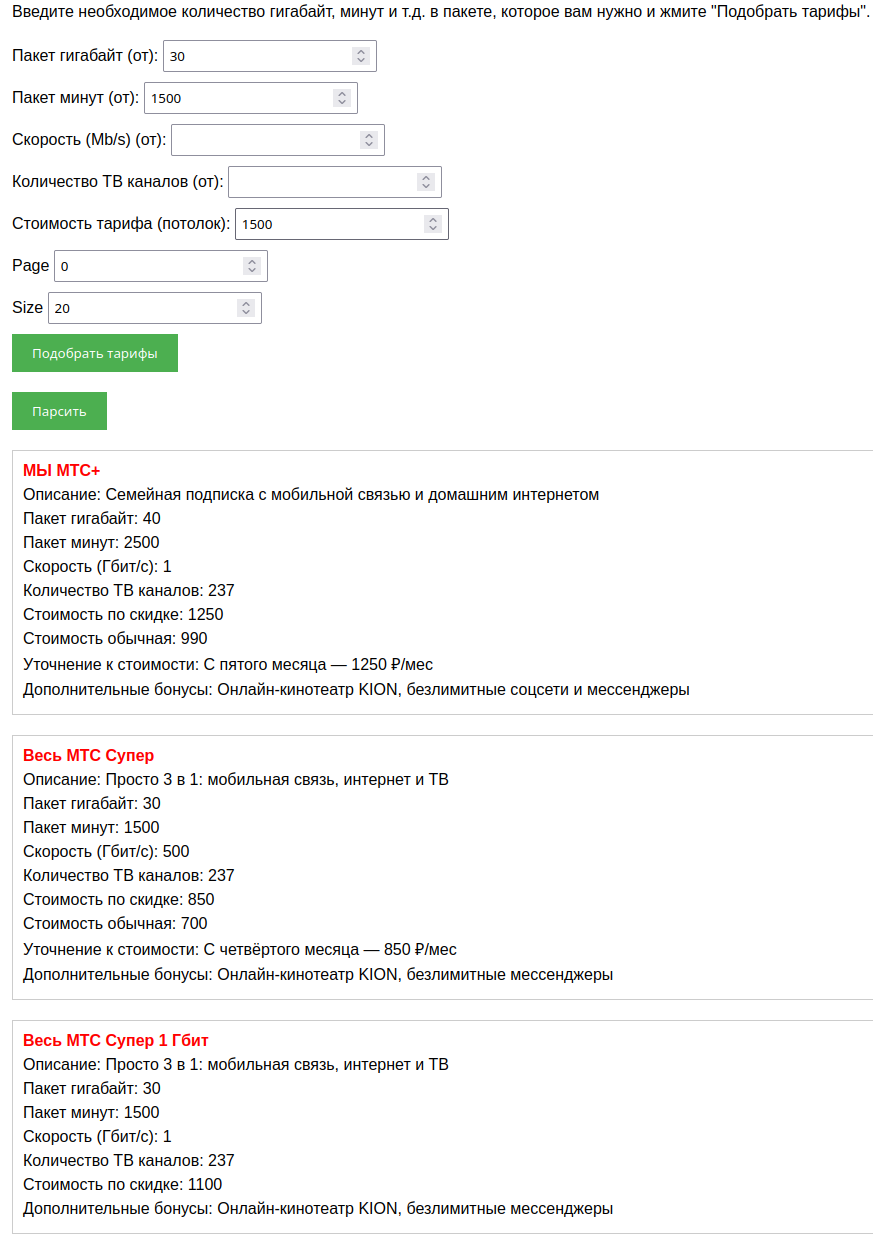 Введите необходимое количество гигабайт, минут и т.д. в пакете, которое вам нужно и жмите "Подобрать тарифы".
Пакет гигабайт (от): 30
Пакет минут (от): 1500
Скорость (Mb/s) (от):
Количество ТВ каналов (от):
Стоимость тарифа (потолок): 1500
Page 0
Size 20
Подобрать тарифы
Парсить
МЫ МТС+
Описание: Семейная подписка с мобильной связью и домашним интернетом
Пакет гигабайт: 40
Пакет минут: 2500
Скорость (Гбит/с): 1
Количество ТВ каналов: 237
Стоимость по скидке: 1250
Стоимость обычная: 990
Уточнение к стоимости: С пятого месяца — 1250 ₽/мес
Дополнительные бонусы: Онлайн-кинотеатр KION, безлимитные соцсети и мессенджеры
Весь МТС Супер
Описание: Просто 3 в 1: мобильная связь, интернет и ТВ
Пакет гигабайт: 30
Пакет минут: 1500
Скорость (Гбит/с): 500
Количество ТВ каналов: 237
Стоимость по скидке: 850
Стоимость обычная: 700
Уточнение к стоимости: С четвёртого месяца — 850 ₽/мес
Дополнительные бонусы: Онлайн-кинотеатр KION, безлимитные мессенджеры
Весь МТС Супер 1 Гбит
Описание: Просто 3 в 1: мобильная связь, интернет и ТВ
Пакет гигабайт: 30
Пакет минут: 1500
Скорость (Гбит/с): 1
Количество ТВ каналов: 237
Стоимость по скидке: 1100
Дополнительные бонусы: Онлайн-кинотеатр KION, безлимитные мессенджеры